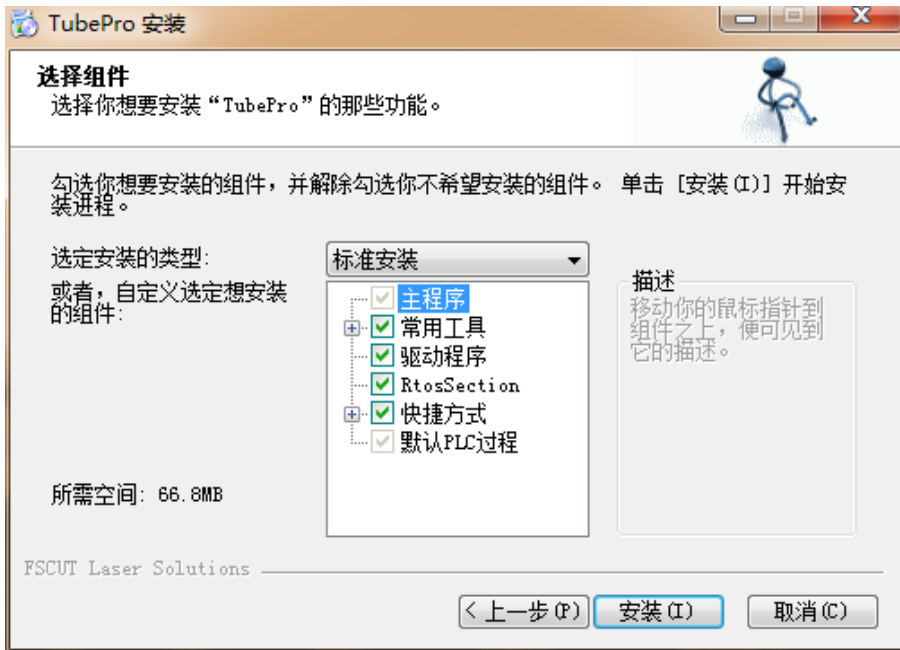 TubePro 安装
选择组件
选择你想要安装“TubePro”的那些功能。
勾选你想要安装的组件，并解除勾选你不希望安装的组件。 单击 [安装(I)] 开始安
装进程。
选定安装的类型:
标准安装
或者，自定义选定想安装
的组件:
主程序
常用工具
驱动程序
RtosSection
快捷方式
默认PLC过程
描述
移动你的鼠标指针到
组件之上，便可见到
它的描述。
所需空间: 66.8MB
FSCUT Laser Solutions
< 上一步(P)
安装(I)
取消(C)